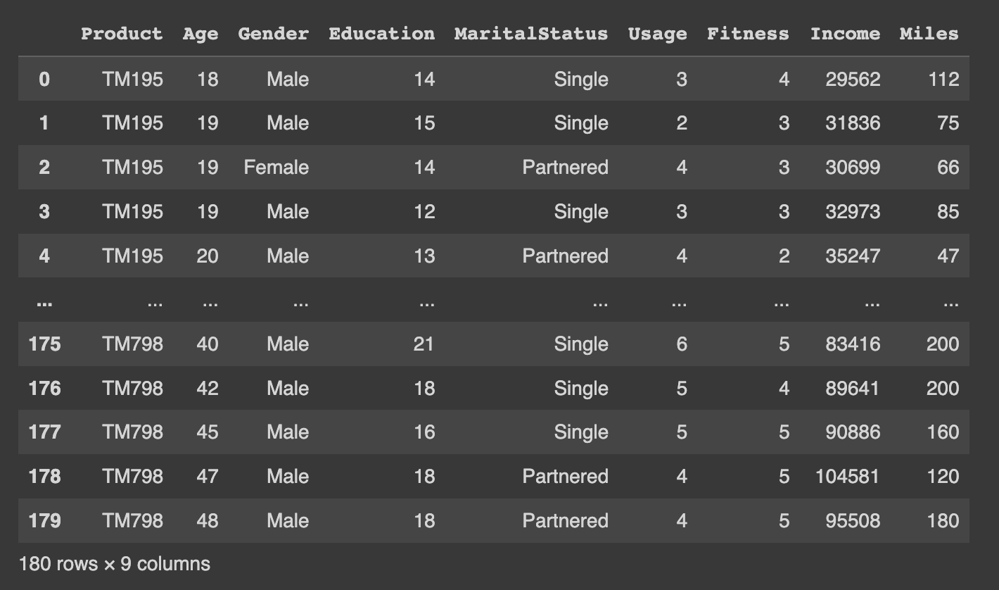 Product Age Gender Education MaritalStatus Usage Fitness Income Miles
0 TM195 18 Male 14 Single 3 4 29562 112
1 TM195 19 Male 15 Single 2 3 31836 75
2 TM195 19 Female 14 Partnered 4 3 30699 66
3 TM195 19 Male 12 Single 3 3 32973 85
4 TM195 20 Male 13 Partnered 4 2 35247 47
... ... ... ... ... ... ... ... ... ...
175 TM798 40 Male 21 Single 6 5 83416 200
176 TM798 42 Male 18 Single 5 4 89641 200
177 TM798 45 Male 16 Single 5 5 90886 160
178 TM798 47 Male 18 Partnered 4 5 104581 120
179 TM798 48 Male 18 Partnered 4 5 95508 180
180 rows × 9 columns